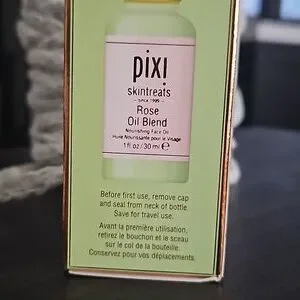 pixi
skintreats
– since 1999 –
Rose
Oil Blend
Nourishing Face Oil
Huile Nourissante pour le Visage
1 fl oz / 30 ml ℮
Before first use, remove cap
and seal from neck of bottle.
Save for travel use.
Avant la première utilisation,
retirez le bouchon et le sceau
sur le col de la bouteille.
Conservez pour vos déplacements.